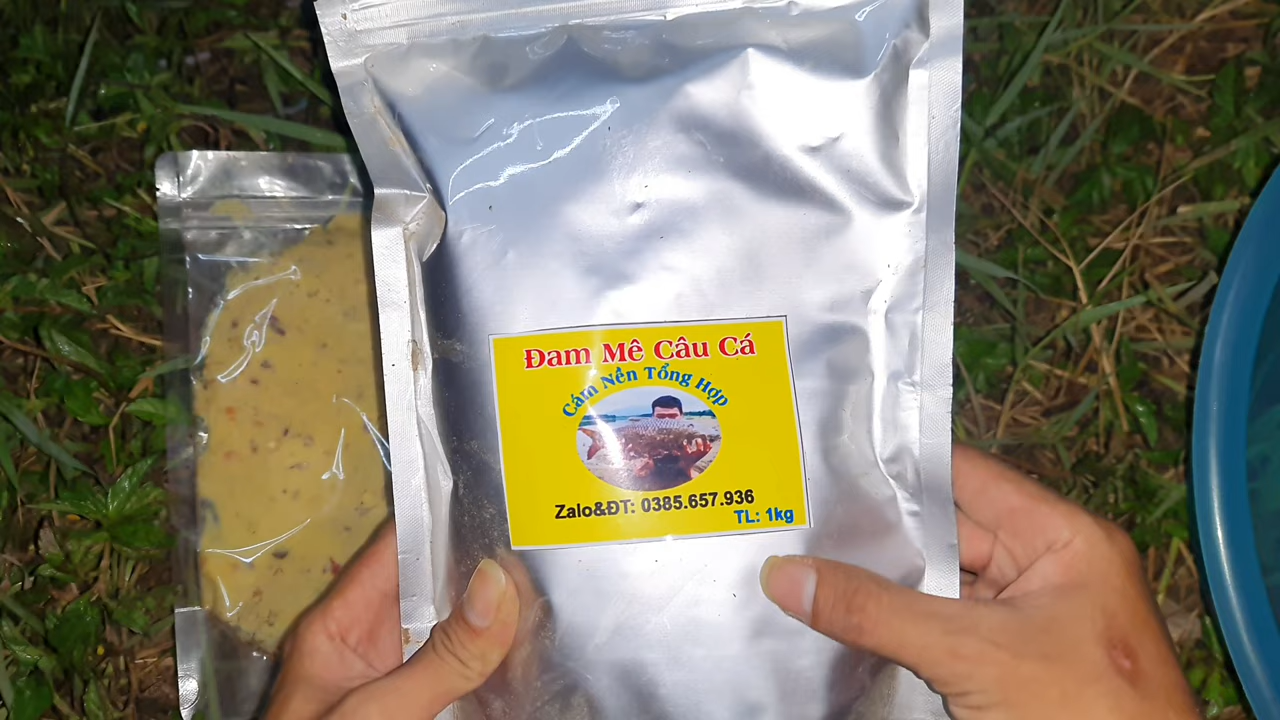 Đam Mê Câu Cá
Cám Nền Tổng Hợp
Zalo&ĐT: 0385.657.936
TL: 1kg